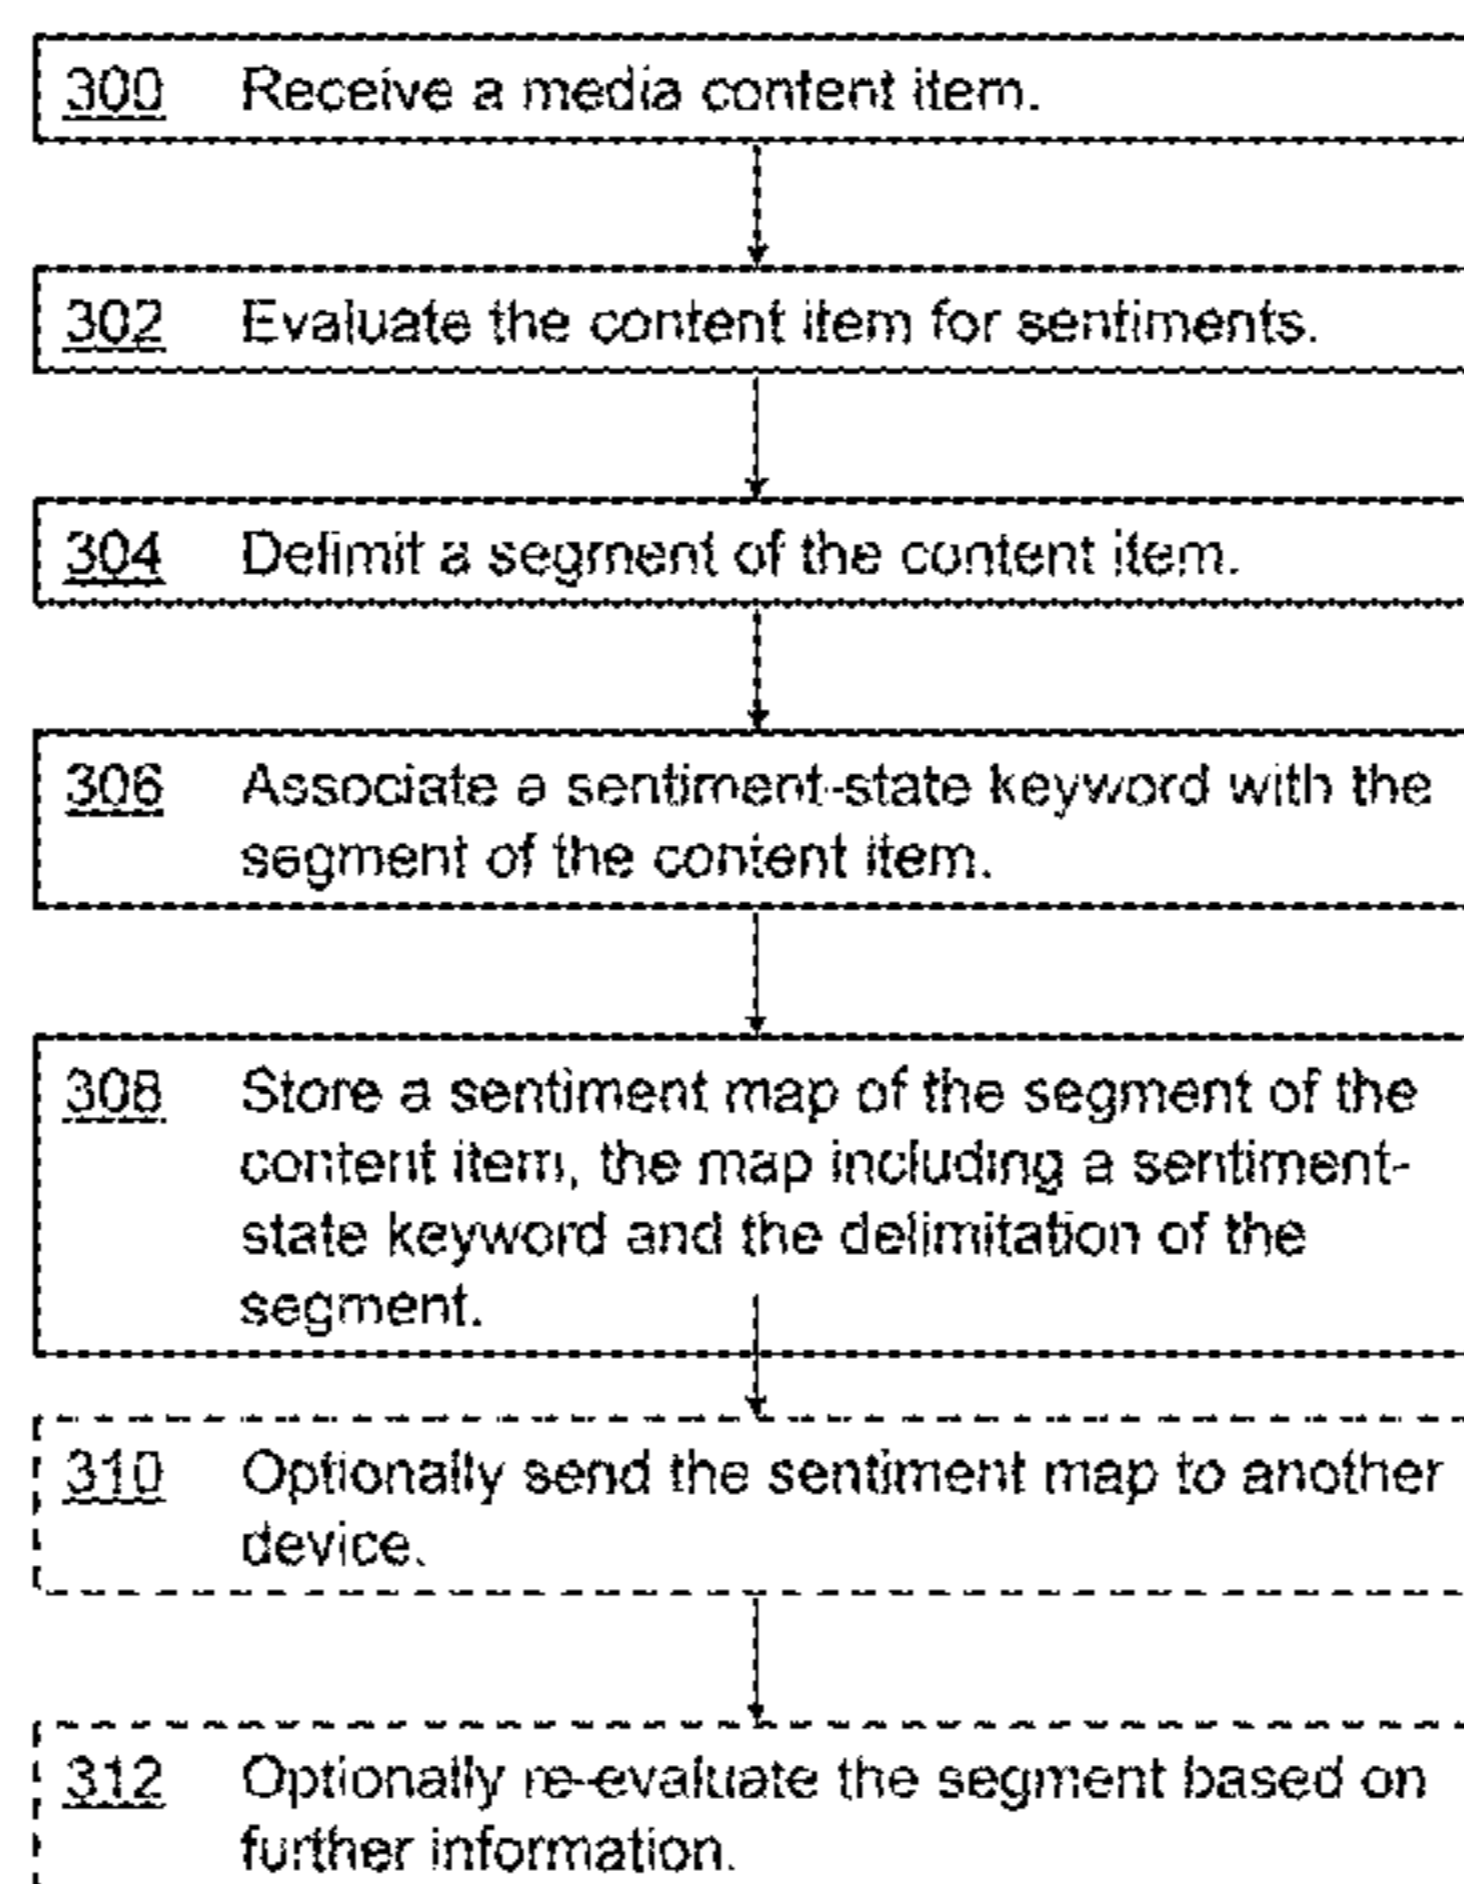 300 Receive a media content item.
302 Evaluate the content item for sentiments.
304 Delimit a segment of the content item.
306 Associate a sentiment-state keyword with the
segment of the content item.
308 Store a sentiment map of the segment of the
content item, the map including a sentiment-
state keyword and the delimitation of the
segment.
310 Optionally send the sentiment map to another
device.
312 Optionally re-evaluate the segment based on
further information.